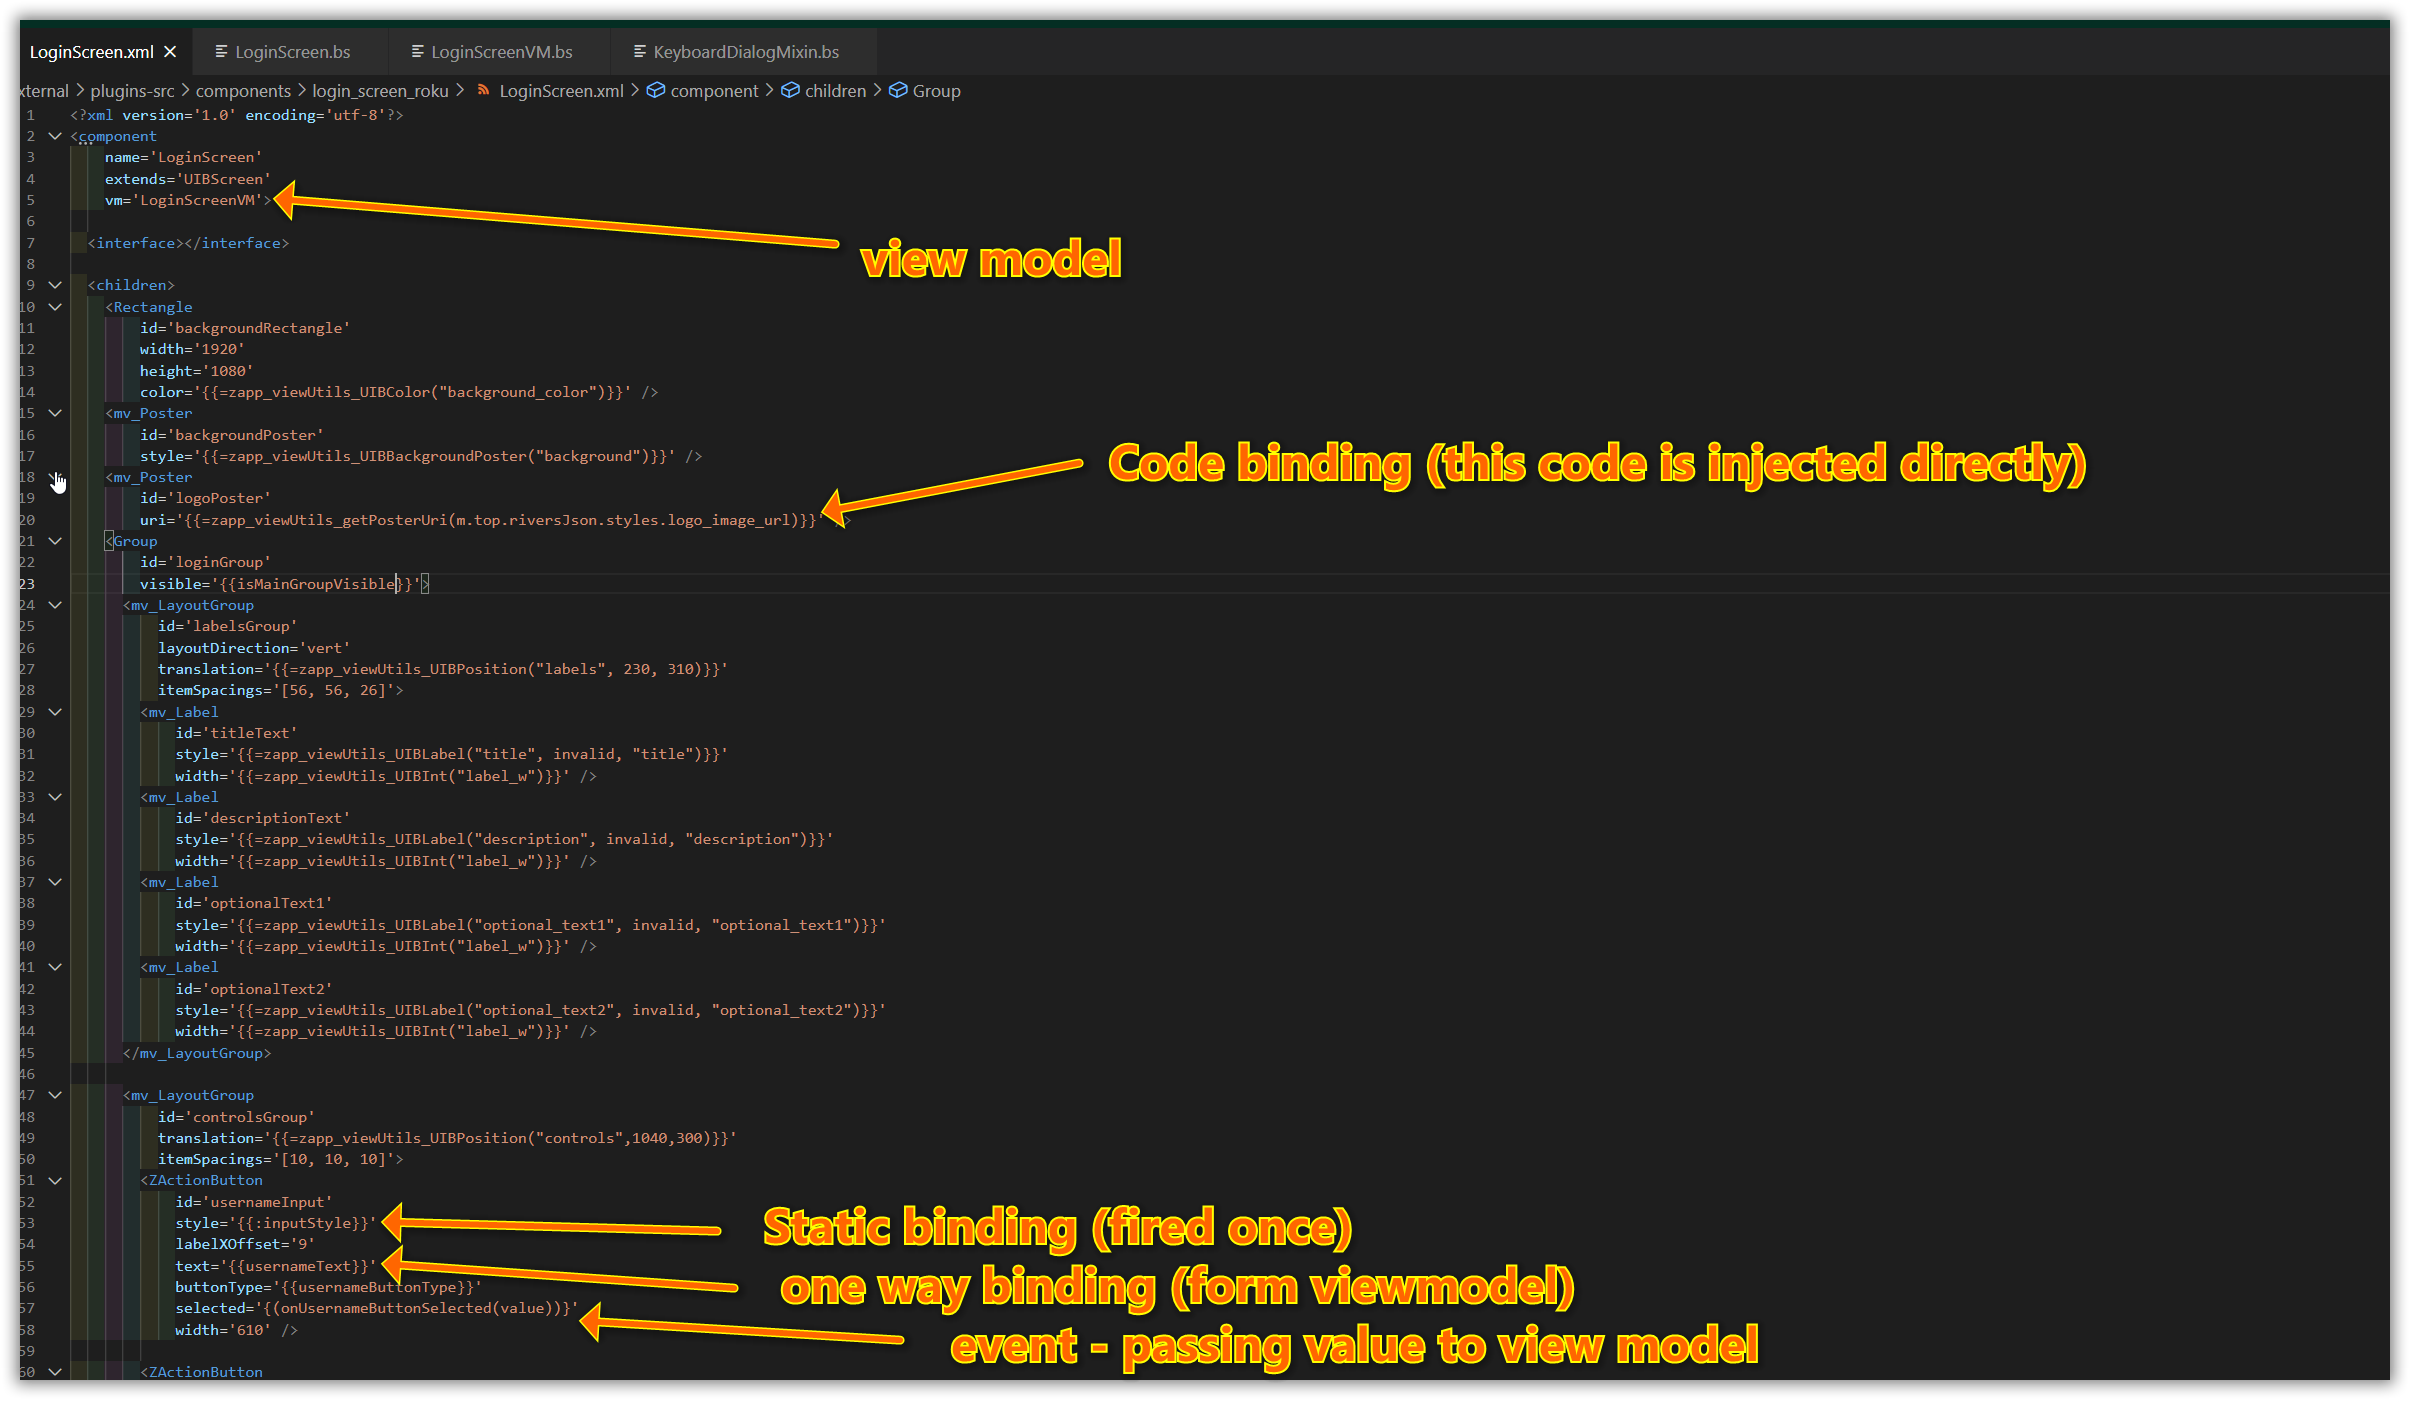 LoginScreen.xml LoginScreen.bs LoginScreenVM.bs KeyboardDialogMixin.bs
xternal > plugins-src > components > login_screen_roku > LoginScreen.xml > component > children > Group
1 <?xml version='1.0' encoding='utf-8'?>
2 <component
3 name='LoginScreen'
4 extends='UIBScreen'
5 vm='LoginScreenVM'>
6
7 <interface></interface>
view model
8
9 <children>
10 <Rectangle
11 id='backgroundRectangle'
12 width='1920'
13 height='1080'
14 color='{{=zapp_viewUtils_UIBColor("background_color")}}' />
15 <mv_Poster
16 id='backgroundPoster'
17 style='{{=zapp_viewUtils_UIBBackgroundPoster("background")}}' />
Code binding (this code is injected directly)
18 <mv_Poster
19 id='logoPoster'
20 uri='{{=zapp_viewUtils_getPosterUri(m.top.riversJson.styles.logo_image_url)}}' />
21 <Group
22 id='loginGroup'
23 visible='{{isMainGroupVisible}}'>
24 <mv_LayoutGroup
25 id='labelsGroup'
26 layoutDirection='vert'
27 translation='{{=zapp_viewUtils_UIBPosition("labels", 230, 310)}}'
28 itemSpacings='[56, 56, 26]'>
29 <mv_Label
30 id='titleText'
31 style='{{=zapp_viewUtils_UIBLabel("title", invalid, "title")}}'
32 width='{{=zapp_viewUtils_UIBInt("label_w")}}' />
33 <mv_Label
34 id='descriptionText'
35 style='{{=zapp_viewUtils_UIBLabel("description", invalid, "description")}}'
36 width='{{=zapp_viewUtils_UIBInt("label_w")}}' />
37 <mv_Label
38 id='optionalText1'
39 style='{{=zapp_viewUtils_UIBLabel("optional_text1", invalid, "optional_text1")}}'
40 width='{{=zapp_viewUtils_UIBInt("label_w")}}' />
41 <mv_Label
42 id='optionalText2'
43 style='{{=zapp_viewUtils_UIBLabel("optional_text2", invalid, "optional_text2")}}'
44 width='{{=zapp_viewUtils_UIBInt("label_w")}}' />
45 </mv_LayoutGroup>
46
47 <mv_LayoutGroup
48 id='controlsGroup'
49 translation='{{=zapp_viewUtils_UIBPosition("controls",1040,300)}}'
50 itemSpacings='[10, 10, 10]'>
51 <ZActionButton
52 id='usernameInput'
53 style='{{:inputStyle}}'
Static binding (fired once)
54 labelXOffset='9'
55 text='{{usernameText}}'
56 buttonType='{{usernameButtonType}}'
one way binding (form viewmodel)
57 selected='{(onUsernameButtonSelected(value))}'
58 width='610' />
event - passing value to view model
59
60 <ZActionButton